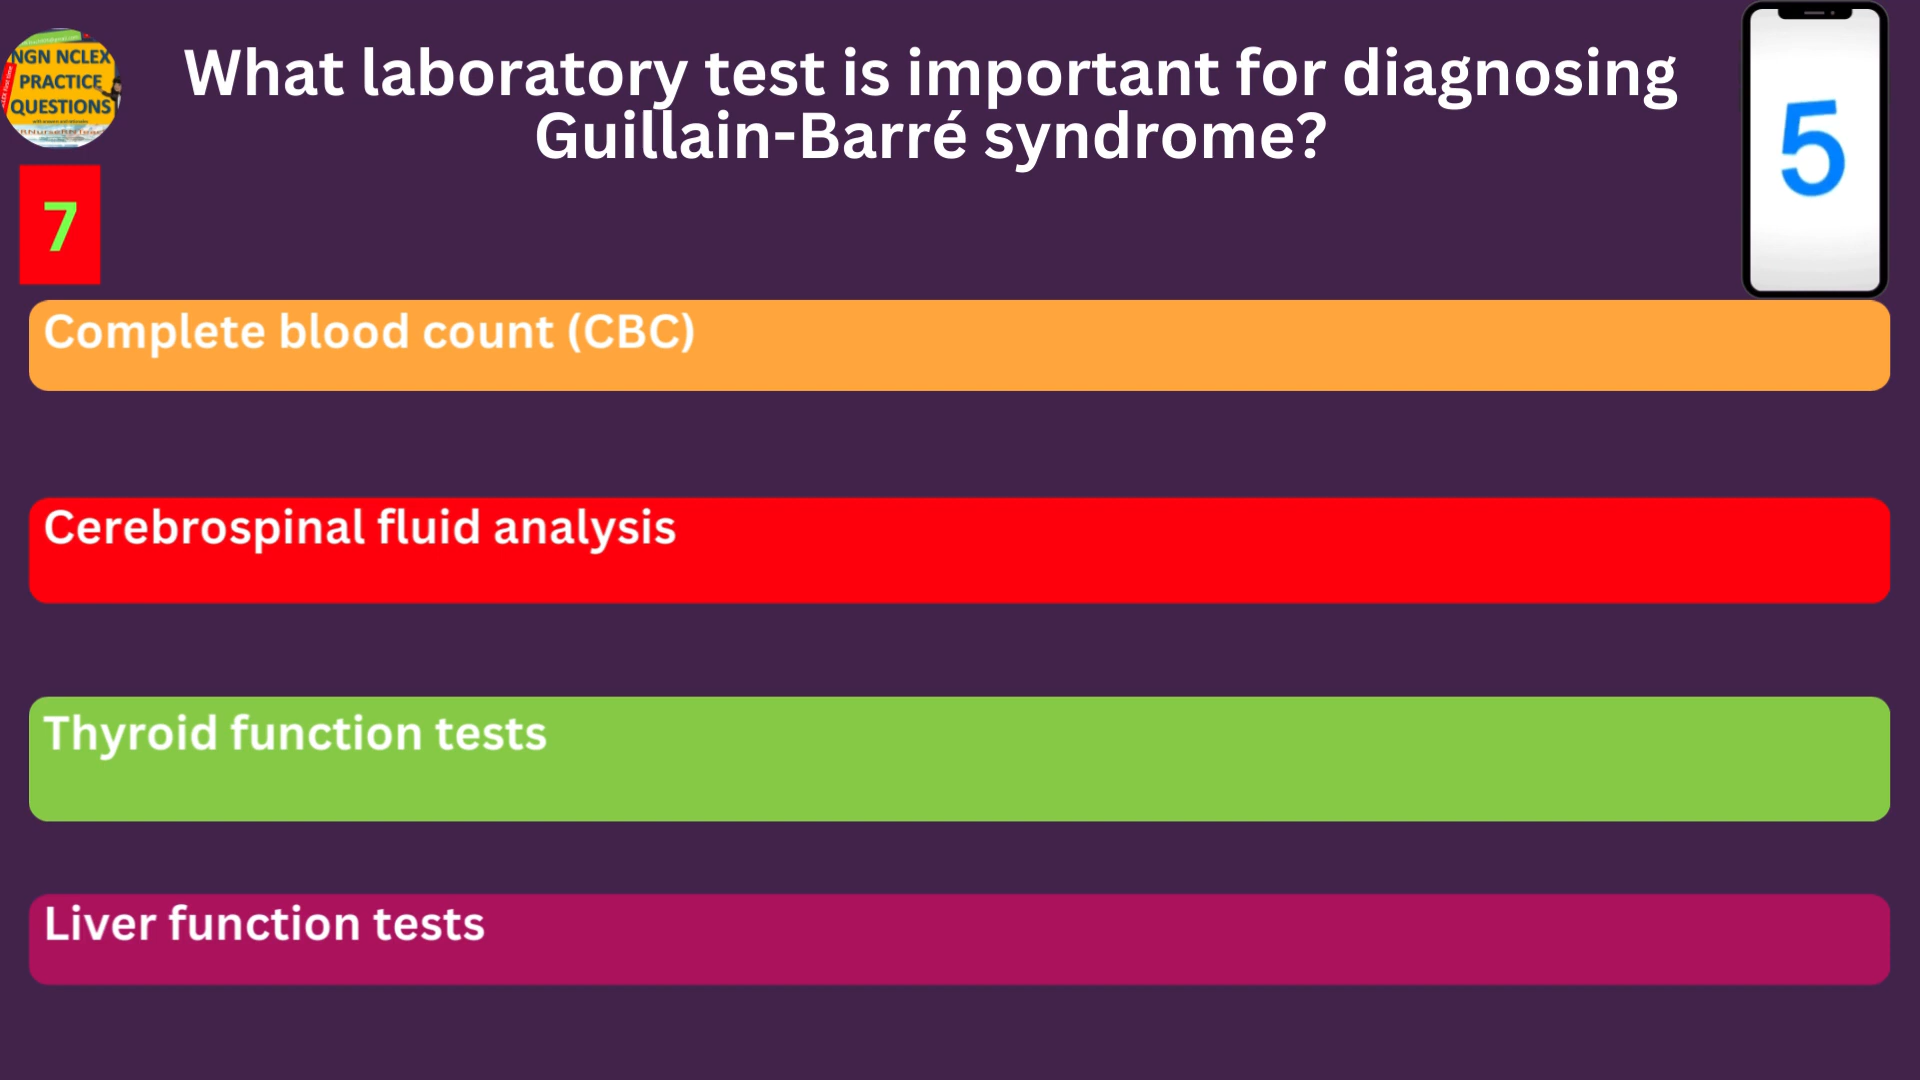 What laboratory test is important for diagnosing
Guillain-Barré syndrome?
NGN NCLEX
PRACTICE
QUESTIONS
7
5
Complete blood count (CBC)
Cerebrospinal fluid analysis
Thyroid function tests
Liver function tests